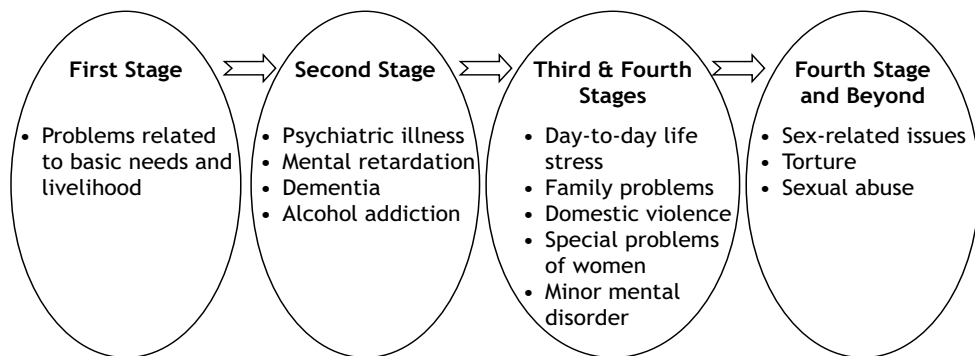 First Stage
• Problems related
to basic needs and
livelihood
Second Stage
• Psychiatric illness
• Mental retardation
• Dementia
• Alcohol addiction
Third & Fourth
Stages
• Day-to-day life
stress
• Family problems
• Domestic violence
• Special problems
of women
• Minor mental
disorder
Fourth Stage
and Beyond
• Sex-related issues
• Torture
• Sexual abuse